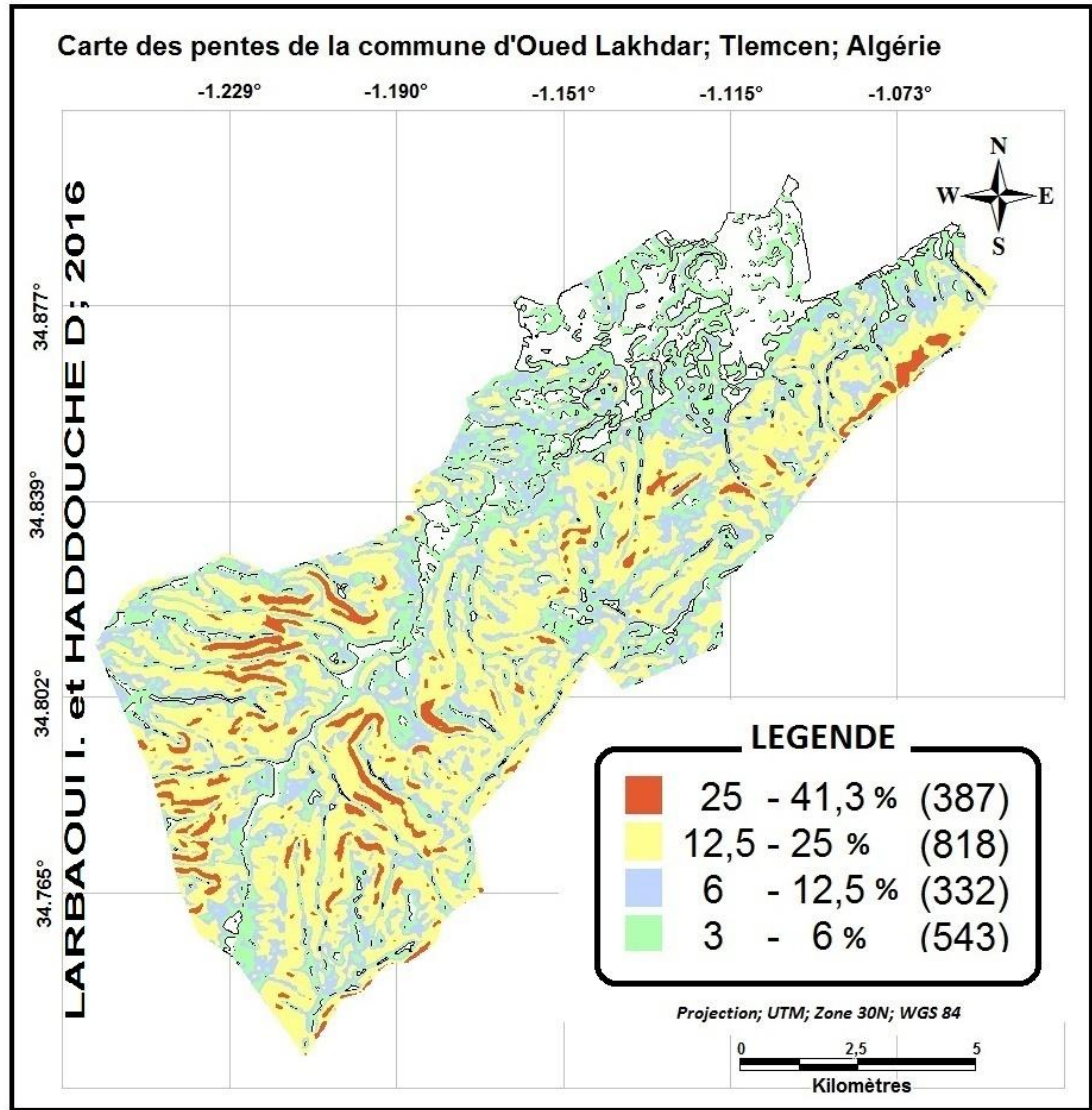 Carte des pentes de la commune d'Oued Lakhdar; Tlemcen; Algérie
-1.229° -1.190° -1.151° -1.115° -1.073°
LARBAOUI I. et HADDOUCHE D; 2016
34.877°
34.839°
34.802°
34.765°
N
W E
S
LEGENDE
25 - 41,3 % (387)
12,5 - 25 % (818)
6 - 12,5 % (332)
3 - 6 % (543)
Projection; UTM; Zone 30N; WGS 84
0 2,5 5
Kilomètres